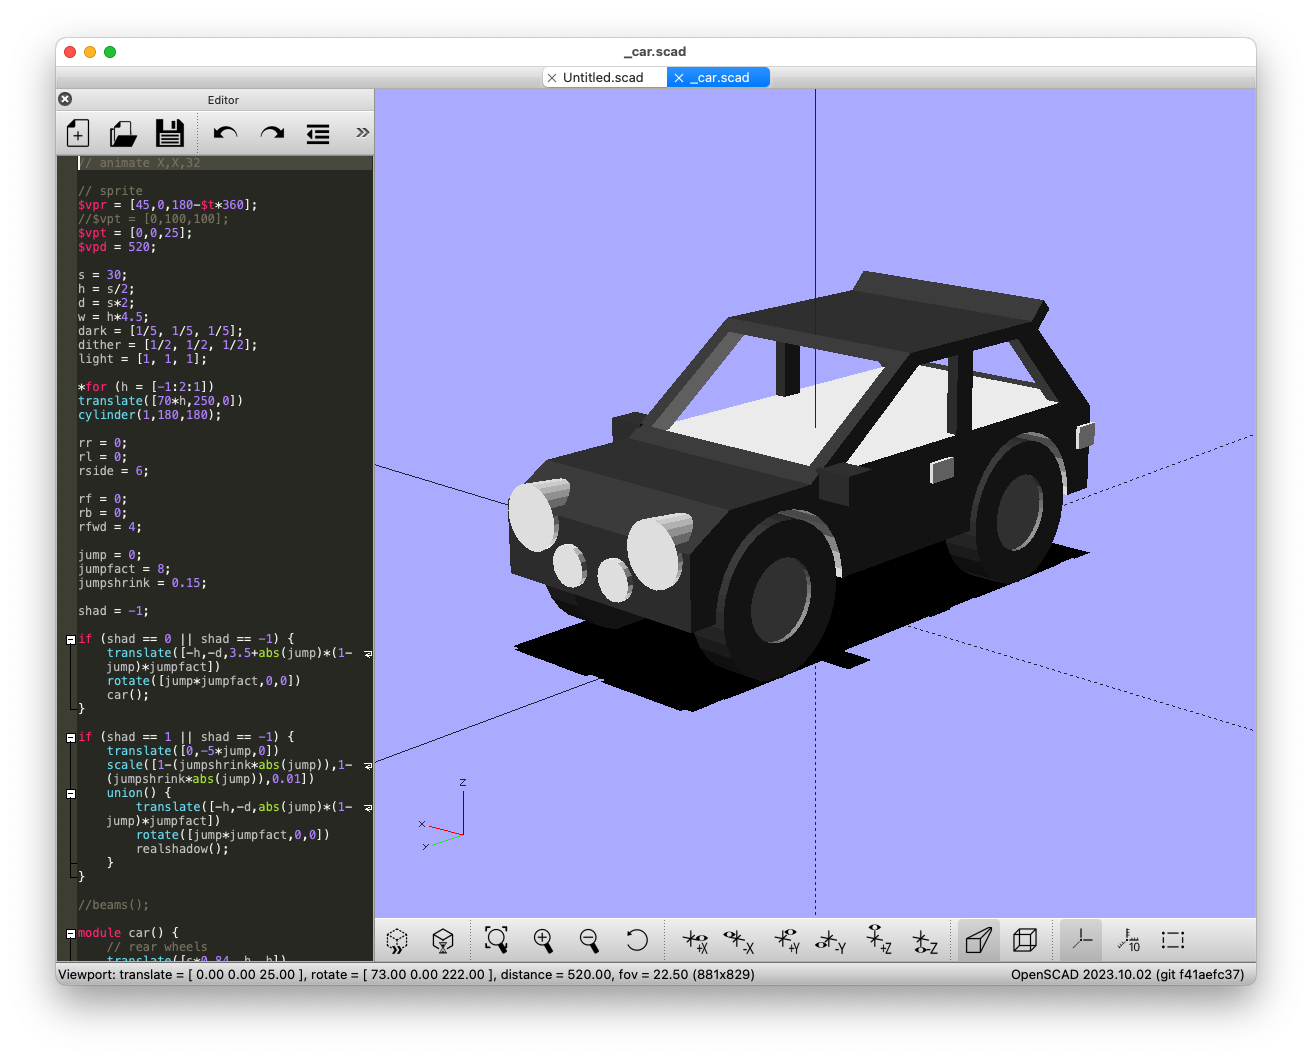 _car.scad
Untitled.scad
_car.scad
Editor
// animate X,X,32
// sprite
$vpr = [45,0,180-$t*360];
//$vpt = [0,100,100];
$vpt = [0,0,25];
$vpd = 520;
s = 30;
h = s/2;
d = s*2;
w = h*4.5;
dark = [1/5, 1/5, 1/5];
dither = [1/2, 1/2, 1/2];
light = [1, 1, 1];
*for (h = [-1:2:1])
translate([70*h,250,0])
cylinder(1,180,180);
rr = 0;
rl = 0;
rside = 6;
rf = 0;
rb = 0;
rfwd = 4;
jump = 0;
jumpfact = 8;
jumpshrink = 0.15;
shad = -1;
if (shad == 0 || shad == -1) {
translate([-h,-d,3.5+abs(jump)*(1-
jump)*jumpfact])
rotate([jump*jumpfact,0,0])
car();
}
if (shad == 1 || shad == -1) {
translate([0,-5*jump,0])
scale([1-(jumpshrink*abs(jump)),1-
(jumpshrink*abs(jump)),0.01])
union() {
translate([-h,-d,abs(jump)*(1-
jump)*jumpfact])
rotate([jump*jumpfact,0,0])
realshadow();
}
}
//beams();
module car() {
// rear wheels
translate([s*0.84,-h,h])
Z
X
Y
+X
-X
+Y
-Y
+Z
-Z
10
Viewport: translate = [ 0.00 0.00 25.00 ], rotate = [ 73.00 0.00 222.00 ], distance = 520.00, fov = 22.50 (881x829)
OpenSCAD 2023.10.02 (git f41aefc37)